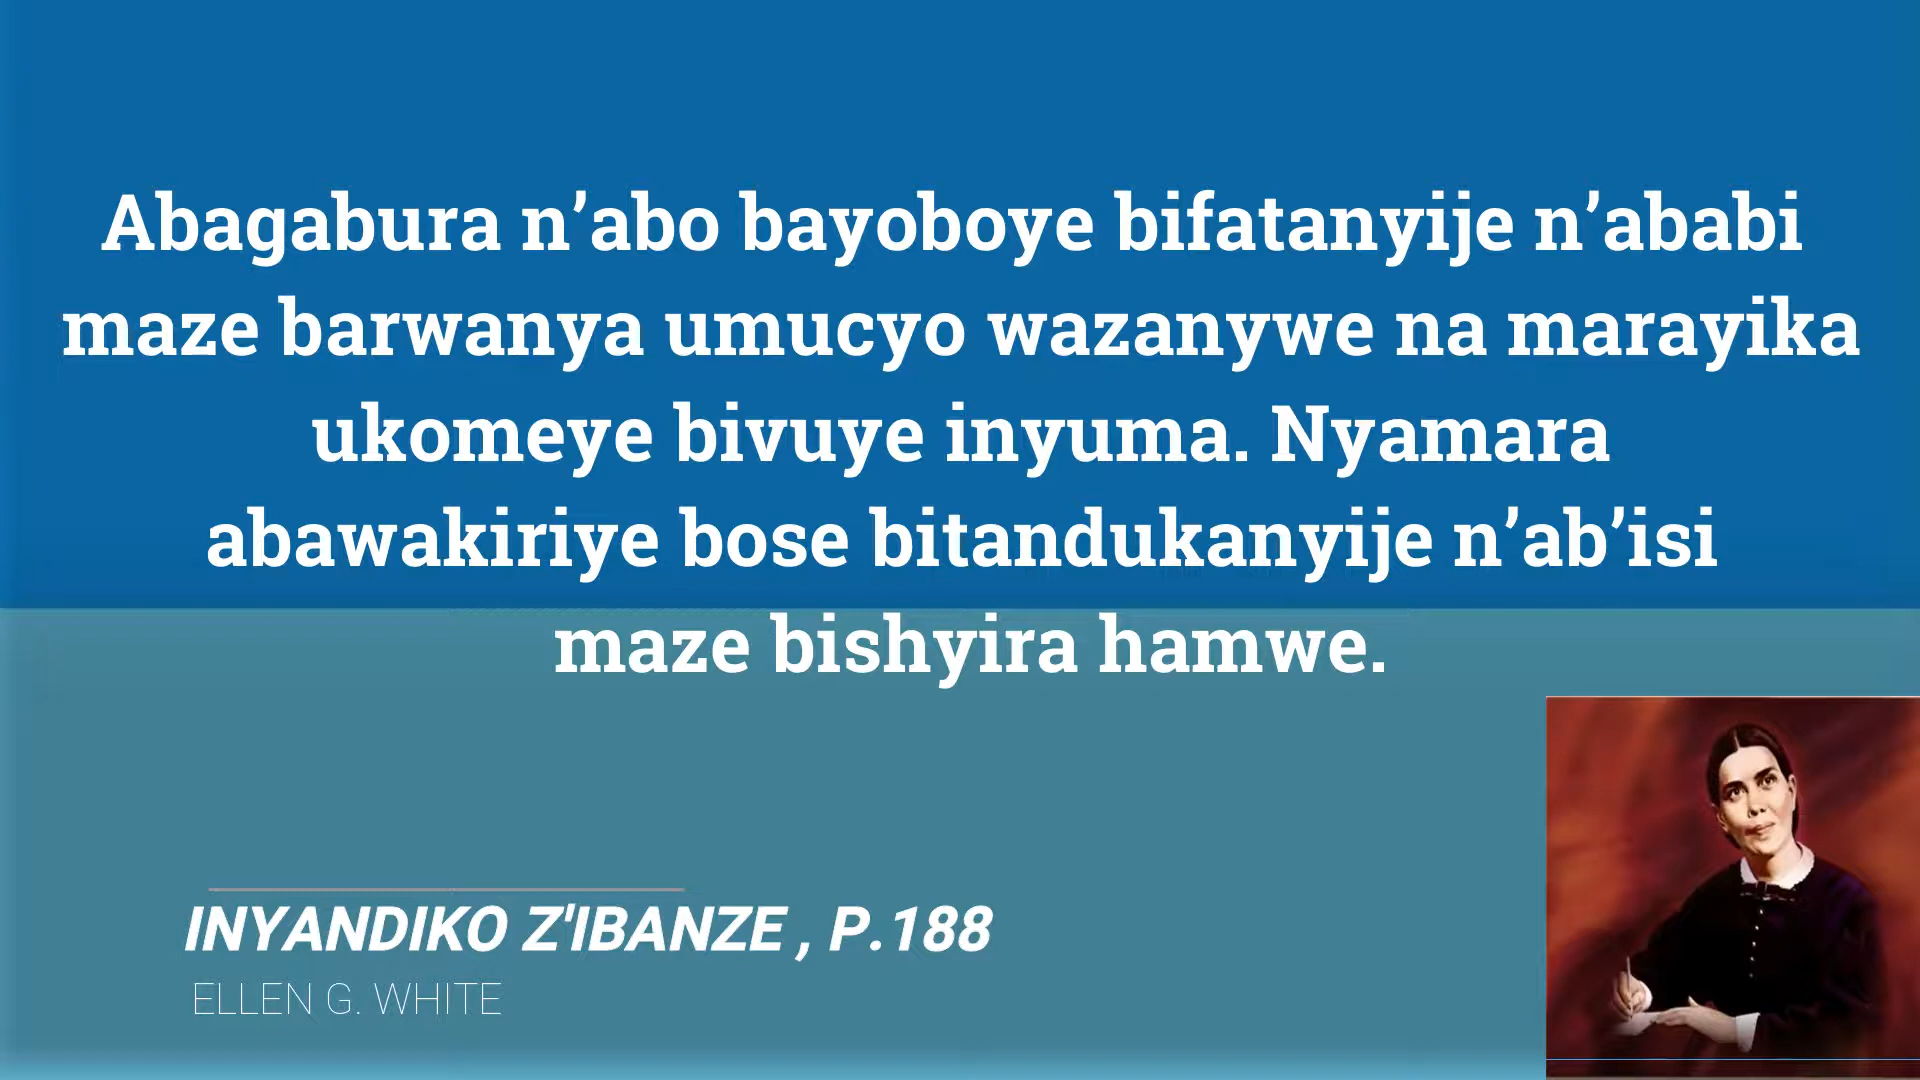 Abagabura n’abo bayoboye bifatanyije n’ababi
maze barwanya umucyo wazanywe na marayika
ukomeye bivuye inyuma. Nyamara
abawakiriye bose bitandukanyije n’ab’isi
maze bishyira hamwe.
INYANDIKO Z'IBANZE , P.188
ELLEN G. WHITE